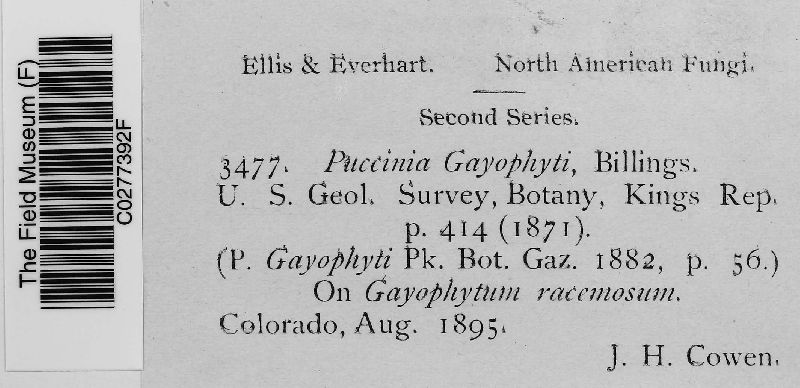 The Field Museum (F)
C0277392F
Ellis & Everhart. North American Fungi.
Second Series.
3477. Puccinia Gayophyti, Billings.
U. S. Geol. Survey, Botany, Kings Rep.
p. 414 (1871).
(P. Gayophyti Pk. Bot. Gaz. 1882, p. 56.)
On Gayophytum racemosum.
Colorado, Aug. 1895.
J. H. Cowen.